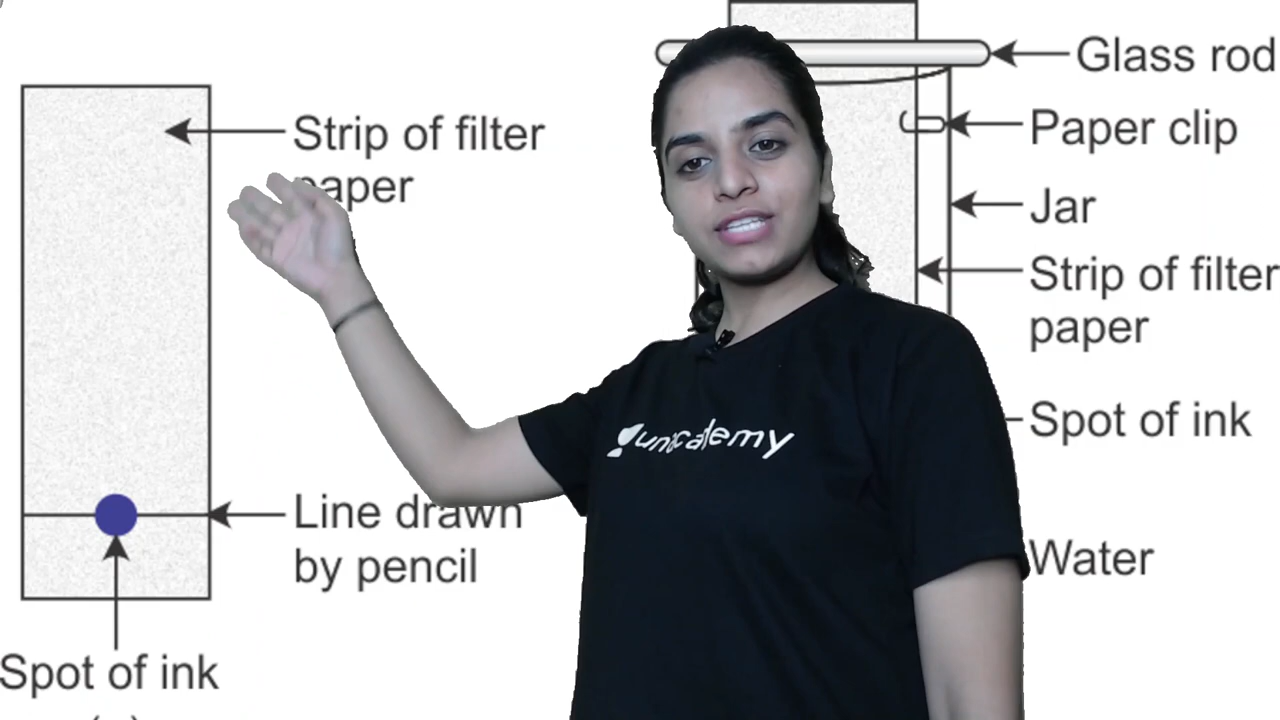 Strip of filter
paper
Line drawn
by pencil
Spot of ink
Glass rod
Paper clip
Jar
Strip of filter
paper
Spot of ink
Water
unacademy